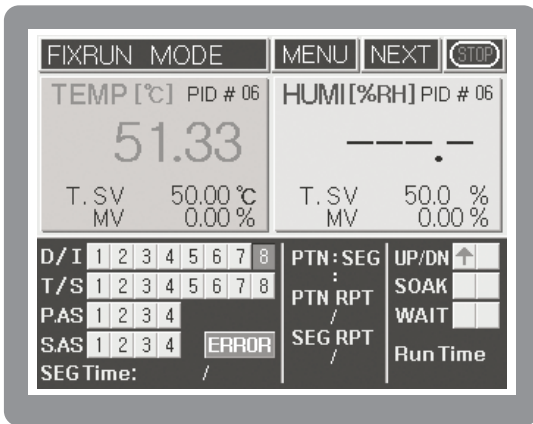 FIXRUN MODE MENU NEXT STOP
TEMP [℃] PID # 06
51.33
T. SV 50.00 ℃
MV 0.00 %
HUMI [%RH] PID # 06
---.-
T. SV 50.0 %
MV 0.00 %
D/I 1 2 3 4 5 6 7 8
T/S 1 2 3 4 5 6 7 8
P.AS 1 2 3 4
S.AS 1 2 3 4 ERROR
SEG Time: /
PTN:SEG
:
PTN RPT
/
SEG RPT
/
UP/DN ↑
SOAK
WAIT
Run Time